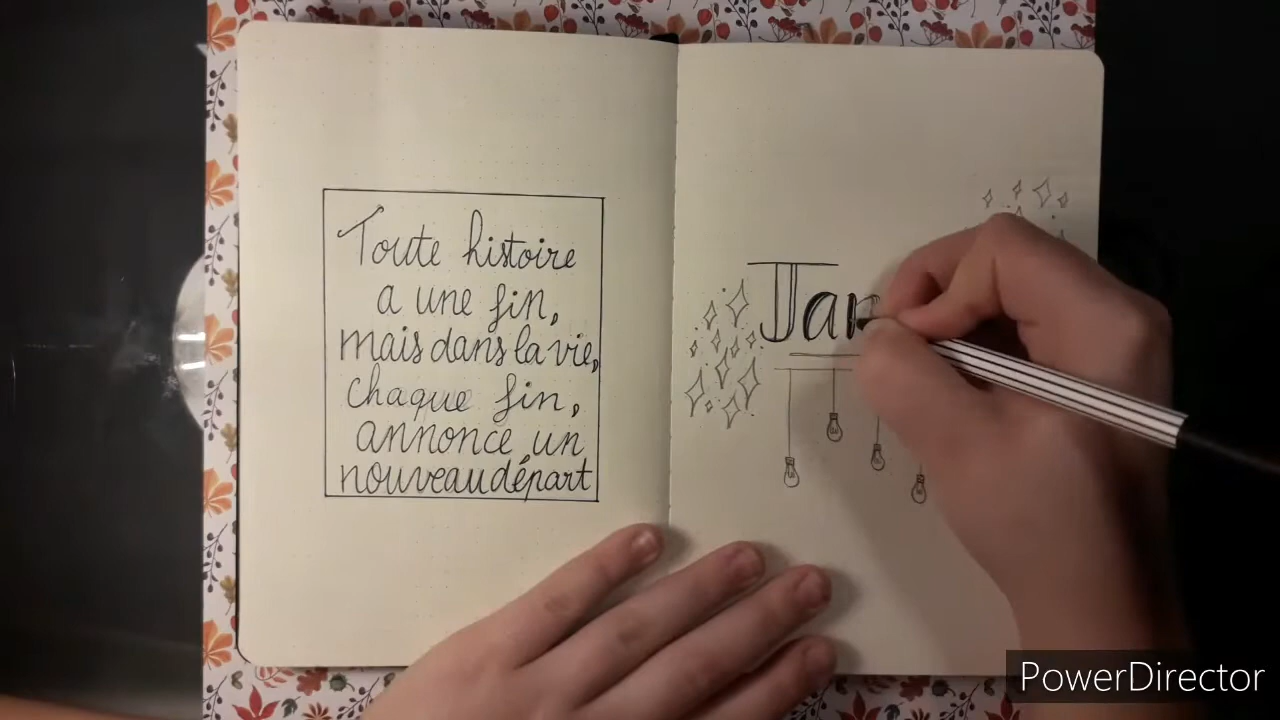 Toute histoire
a une fin,
mais dans la vie,
chaque fin,
annonce un
nouveau départ
Jan
PowerDirector